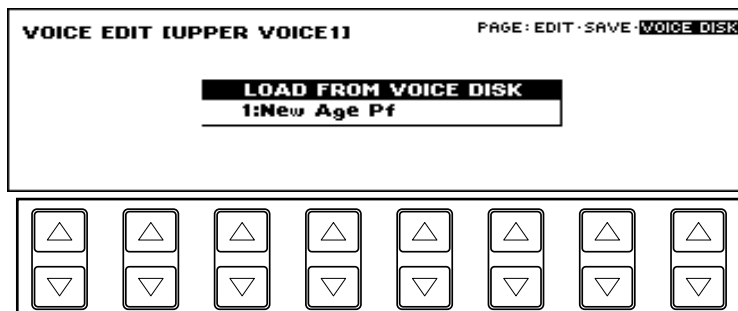 VOICE EDIT [UPPER VOICE1]
PAGE: EDIT·SAVE·VOICE DISK
LOAD FROM VOICE DISK
1:New Age Pf